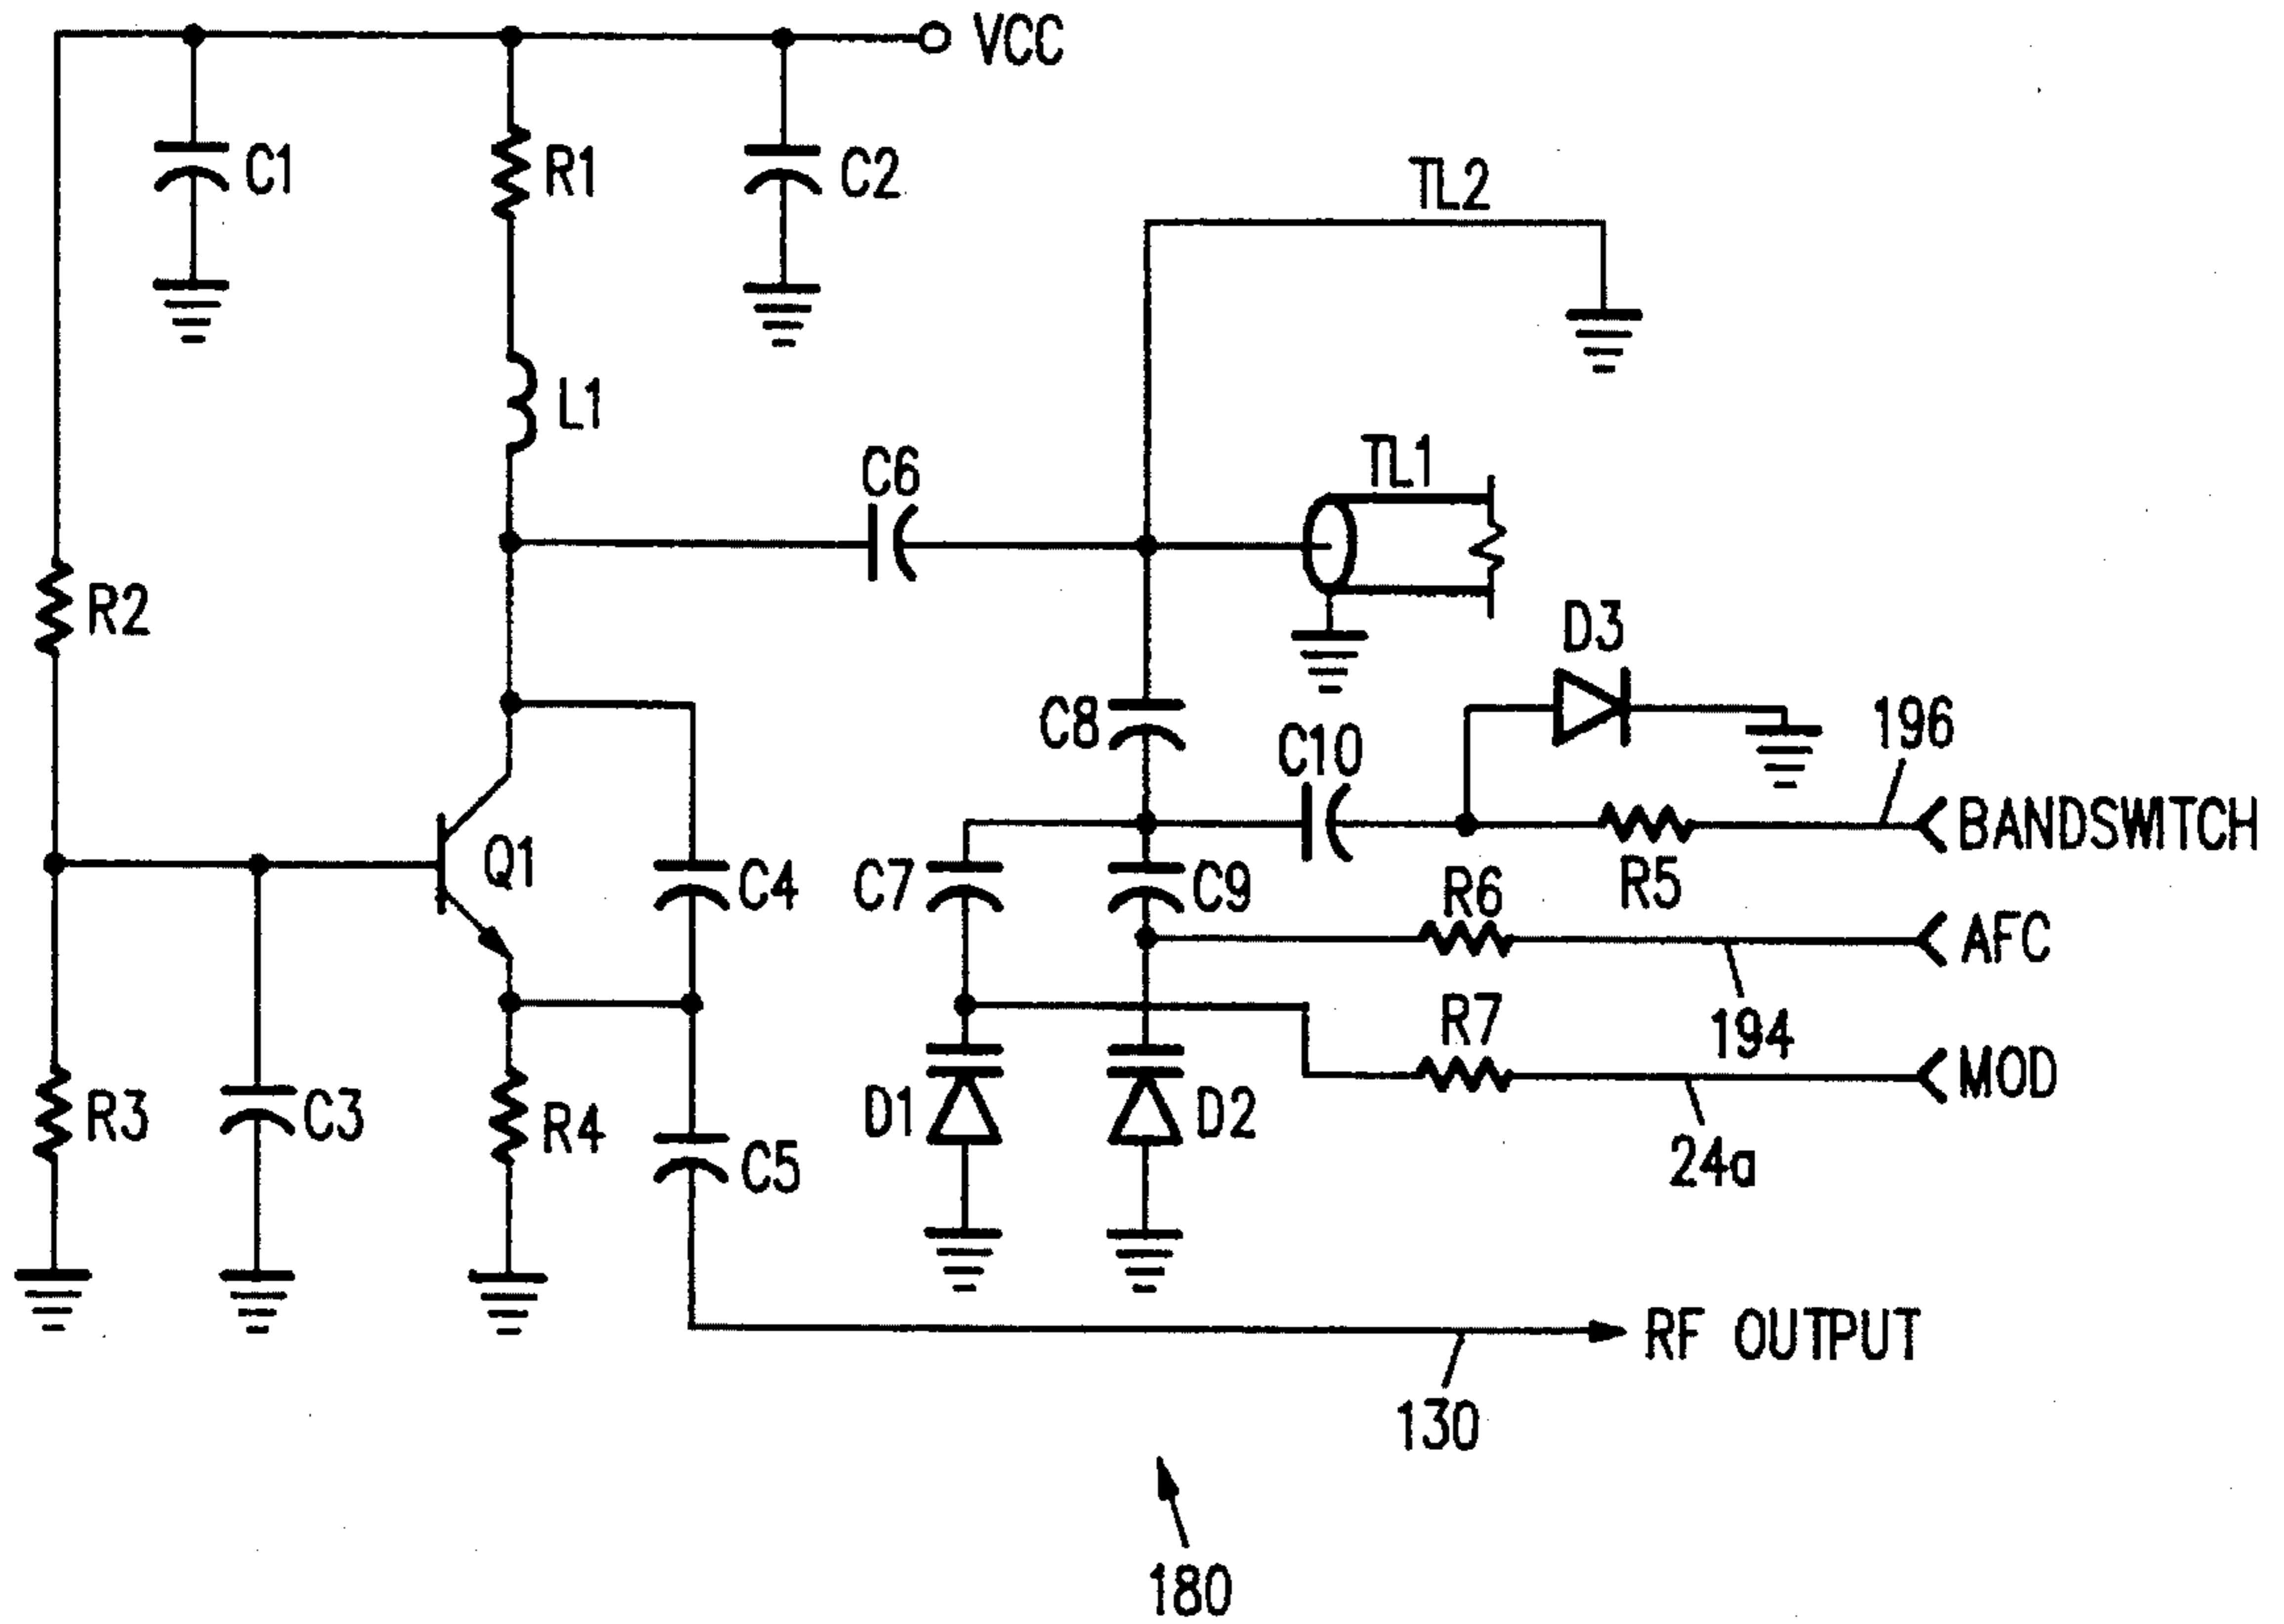 VCC
C1
R1
C2
TL2
L1
C6
TL1
R2
D3
C8
C10
196
BANDSWITCH
Q1
C4
C7
C9
R6
R5
AFC
R7
194
MOD
R3
C3
R4
D1
D2
C5
24a
RF OUTPUT
130
180